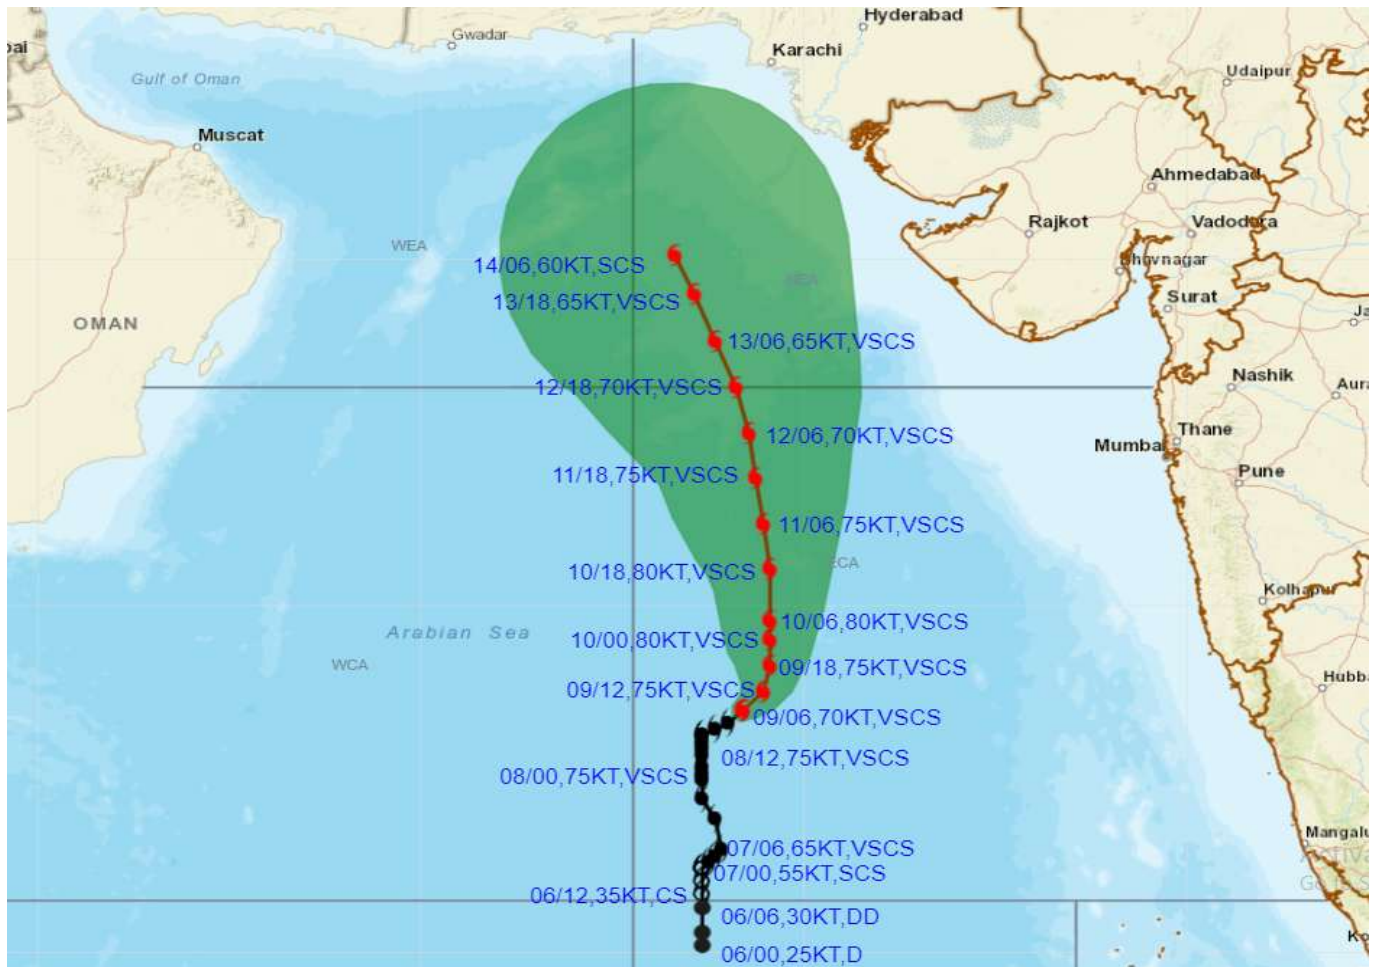 Hyderabad
Gwadar
Karachi
Udaipur
Gulf of Oman
Muscat
Ahmedabad
Rajkot
Vadodara
WEA
14/06,60KT,SCS
Bhavnagar
13/18,65KT,VSCS
Surat
OMAN
13/06,65KT,VSCS
Nashik
12/18,70KT,VSCS
Aura
Thane
12/06,70KT,VSCS
Mumbai
11/18,75KT,VSCS
Pune
11/06,75KT,VSCS
10/18,80KT,VSCS
ECA
Kolhapur
10/06,80KT,VSCS
Arabian Sea
10/00,80KT,VSCS
WCA
09/18,75KT,VSCS
Hubba
09/12,75KT,VSCS
09/06,70KT,VSCS
08/12,75KT,VSCS
08/00,75KT,VSCS
Mangalu
07/06,65KT,VSCS
07/00,55KT,SCS
06/12,35KT,CS
06/06,30KT,DD
Ko
06/00,25KT,D